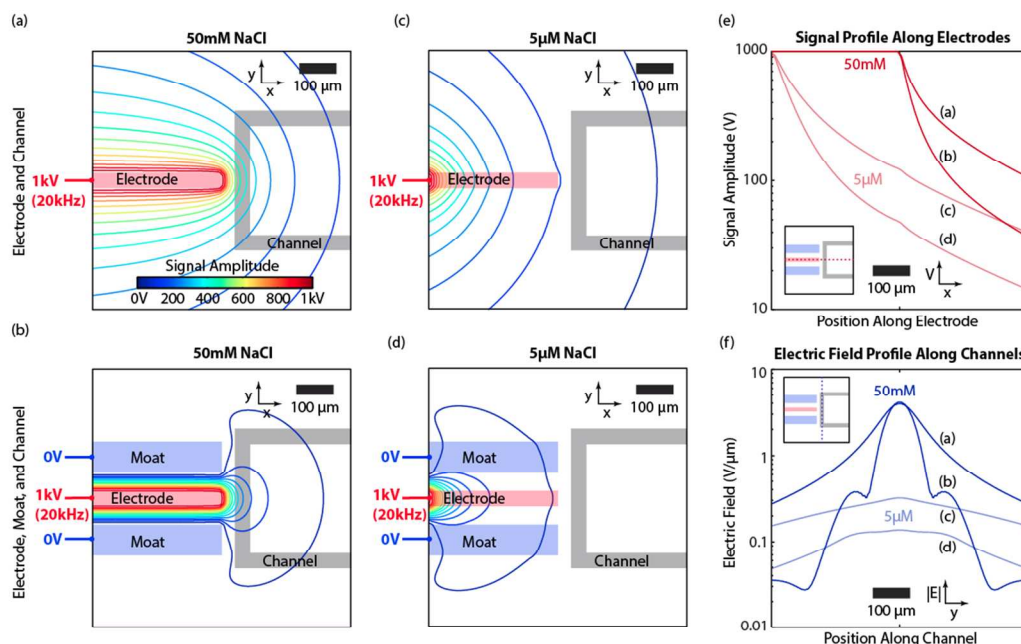 (a)
50mM NaCl
y
x
100 μm
Electrode and Channel
1kV
(20kHz)
Electrode
Channel
Signal Amplitude
0V 200 400 600 800 1kV
(b)
50mM NaCl
y
x
100 μm
Electrode, Moat, and Channel
0V
Moat
1kV
(20kHz)
Electrode
0V
Moat
Channel
(c)
5μM NaCl
y
x
100 μm
1kV
(20kHz)
Electrode
Channel
(d)
5μM NaCl
y
x
100 μm
0V
Moat
1kV
(20kHz)
Electrode
0V
Moat
Channel
(e)
Signal Profile Along Electrodes
1000
50mM
(a)
(b)
5μM
(c)
(d)
100
10
Signal Amplitude (V)
100 μm
V
x
Position Along Electrode
(f)
Electric Field Profile Along Channels
10
50mM
(a)
1
(b)
(c)
5μM
(d)
0.1
0.01
Electric Field (V/μm)
100 μm
|E|
y
Position Along Channel